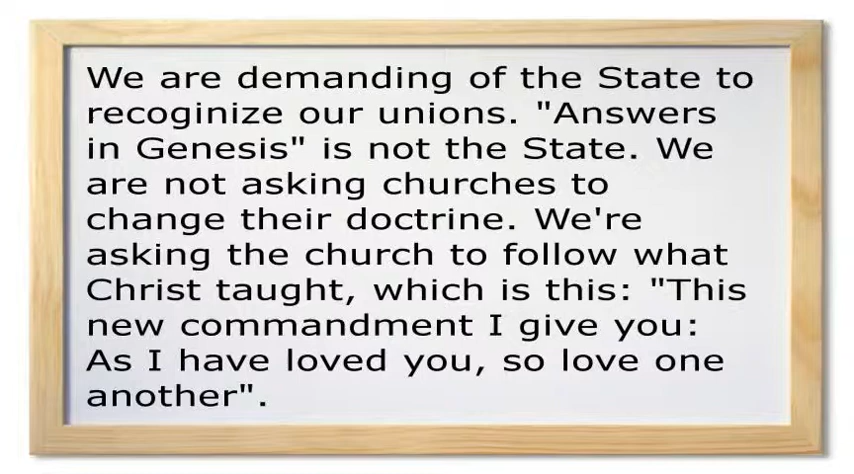 We are demanding of the State to
recoginize our unions. "Answers
in Genesis" is not the State. We
are not asking churches to
change their doctrine. We're
asking the church to follow what
Christ taught, which is this: "This
new commandment I give you:
As I have loved you, so love one
another".